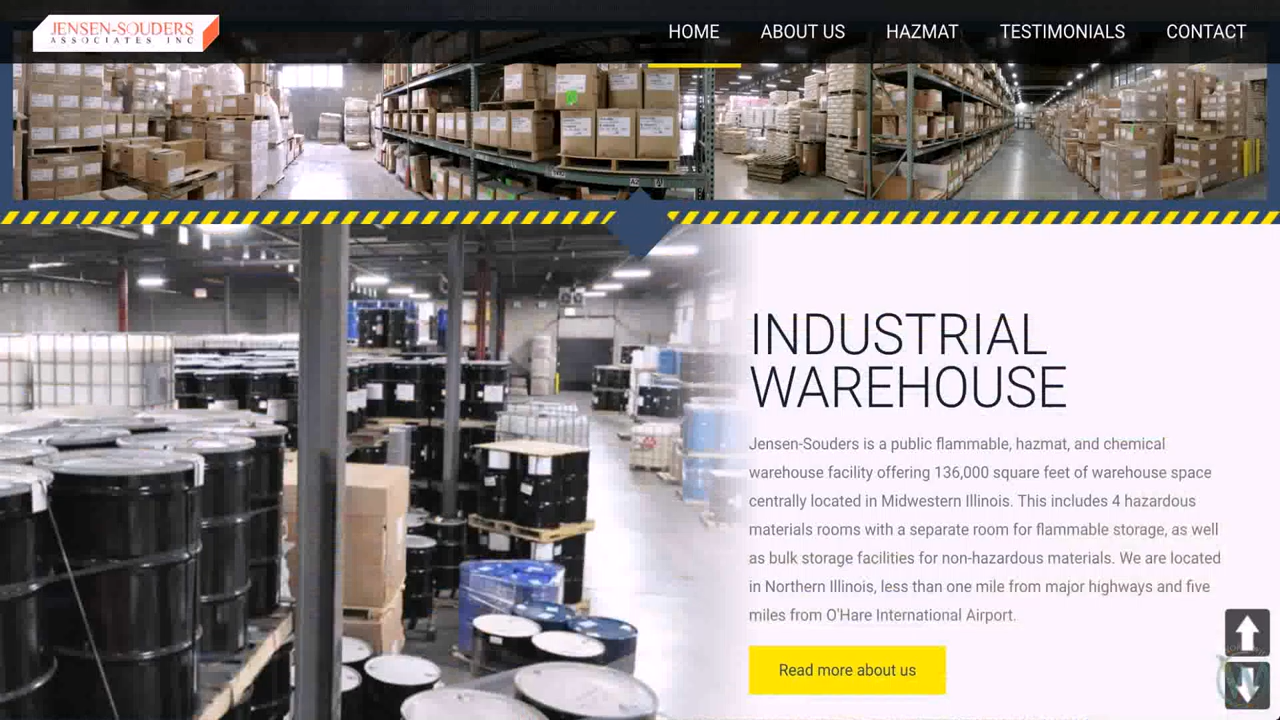 JENSEN-SOUDERS
ASSOCIATES INC
HOME ABOUT US HAZMAT TESTIMONIALS CONTACT
INDUSTRIAL
WAREHOUSE
Jensen-Souders is a public flammable, hazmat, and chemical
warehouse facility offering 136,000 square feet of warehouse space
centrally located in Midwestern Illinois. This includes 4 hazardous
materials rooms with a separate room for flammable storage, as well
as bulk storage facilities for non-hazardous materials. We are located
in Northern Illinois, less than one mile from major highways and five
miles from O'Hare International Airport.
Read more about us